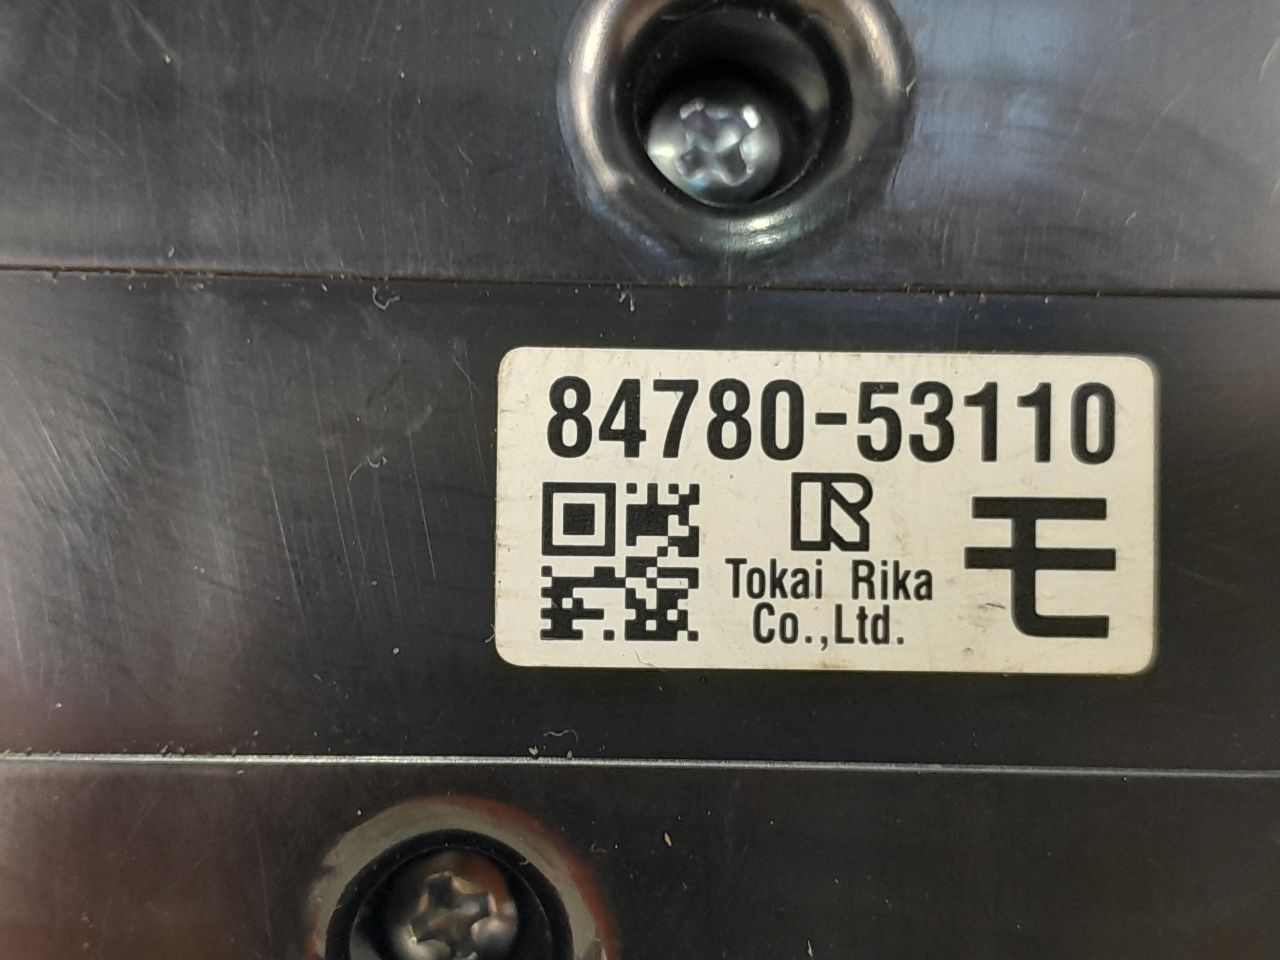 84780-53110
R
Tokai Rika
Co.,Ltd.
モ